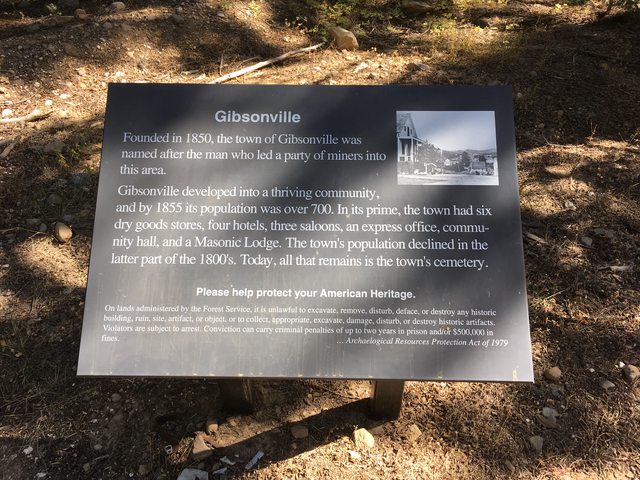 Gibsonville
Founded in 1850, the town of Gibsonville was
named after the man who led a party of miners into
this area.
Gibsonville developed into a thriving community,
and by 1855 its population was over 700. In its prime, the town had six
dry goods stores, four hotels, three saloons, an express office, commu-
nity hall, and a Masonic Lodge. The town's population declined in the
latter part of the 1800's. Today, all that remains is the town's cemetery.
Please help protect your American Heritage.
On lands administered by the Forest Service, it is unlawful to excavate, remove, disturb, deface, or destroy any historic
building, ruin, site, artifact, or object, or to collect, appropriate, excavate, damage, disturb, or destroy historic artifacts.
Violators are subject to arrest. Conviction can carry criminal penalties of up to two years in prison and/or $500,000 in
fines.
... Archaelogical Resources Protection Act of 1979